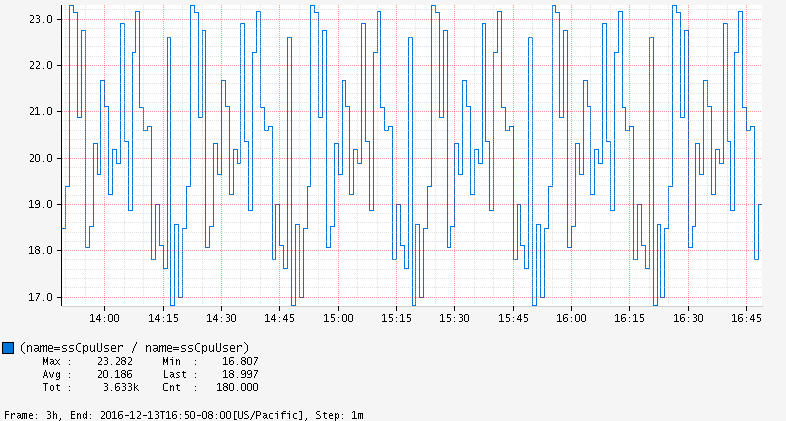 23.0
22.0
21.0
20.0
19.0
18.0
17.0
14:00 14:15 14:30 14:45 15:00 15:15 15:30 15:45 16:00 16:15 16:30 16:45
(name=ssCpuUser / name=ssCpuUser)
Max : 23.282 Min : 16.807
Avg : 20.186 Last : 18.997
Tot : 3.633k Cnt : 180.000
Frame: 3h, End: 2016-12-13T16:50-08:00[US/Pacific], Step: 1m